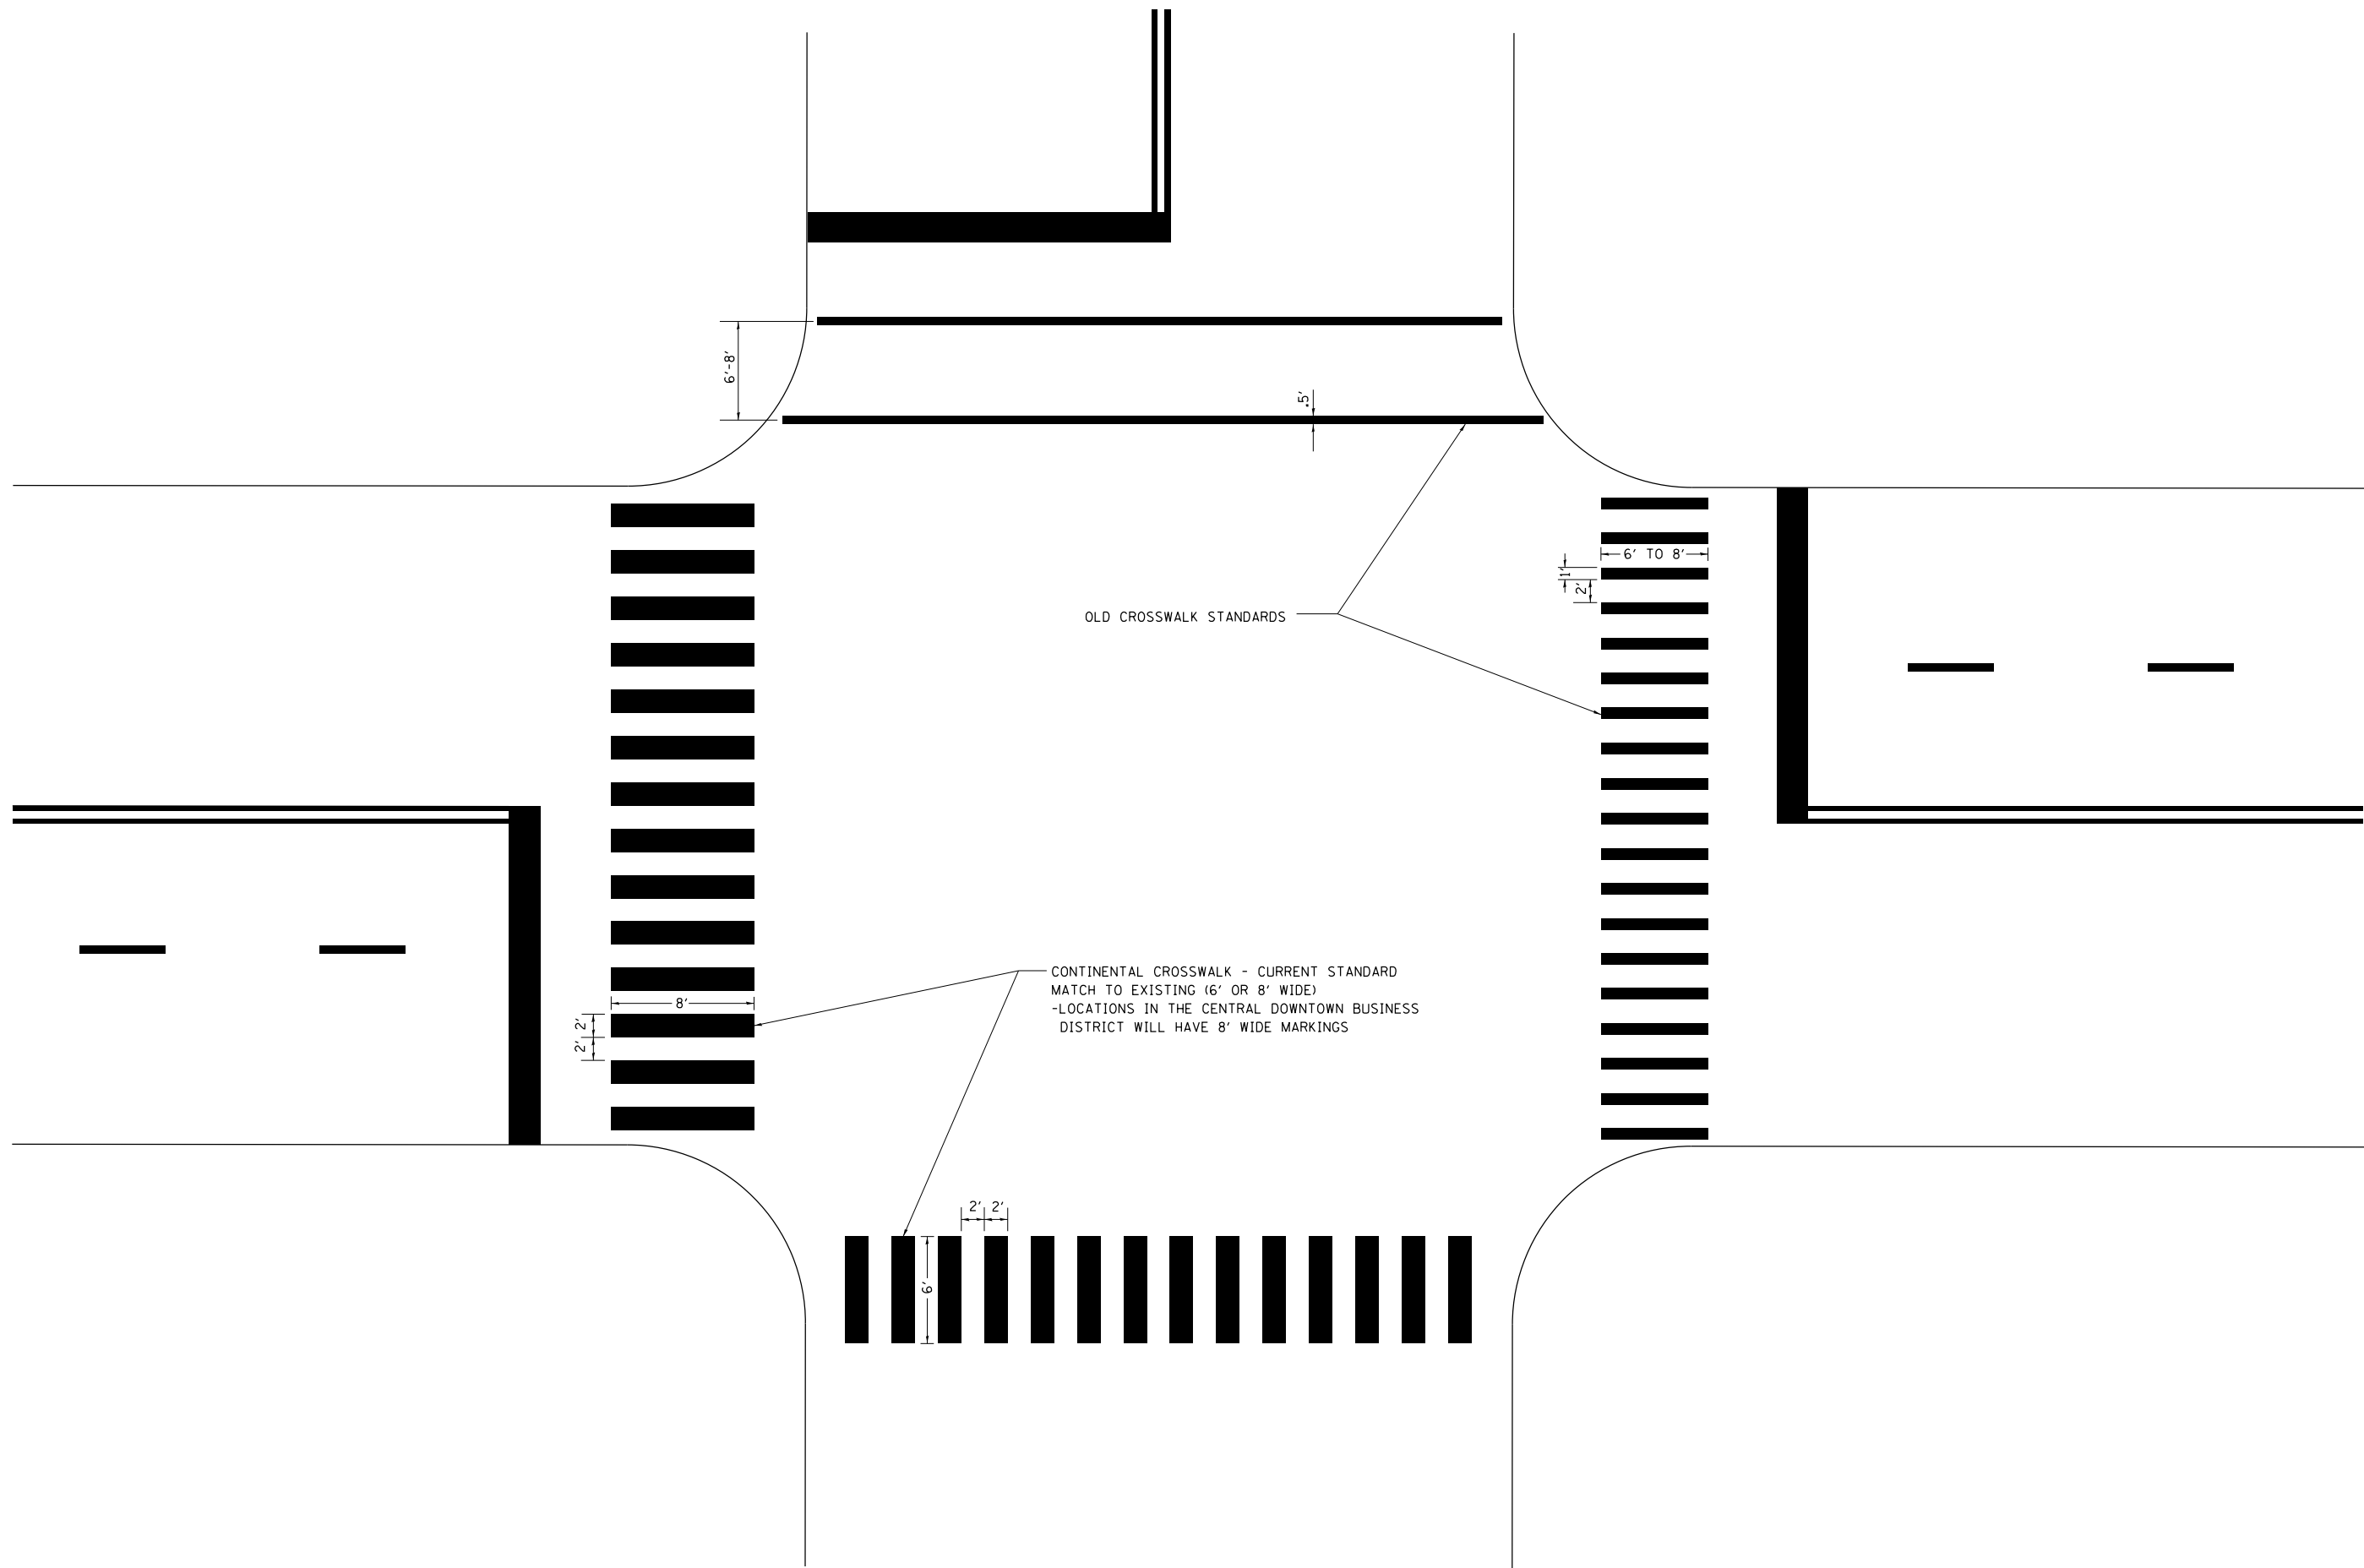 6'-8'
.5'
6' TO 8'
1'
2'
OLD CROSSWALK STANDARDS
CONTINENTAL CROSSWALK - CURRENT STANDARD
MATCH TO EXISTING (6' OR 8' WIDE)
-LOCATIONS IN THE CENTRAL DOWNTOWN BUSINESS
DISTRICT WILL HAVE 8' WIDE MARKINGS
8'
2'
2'
2' 2'
6'